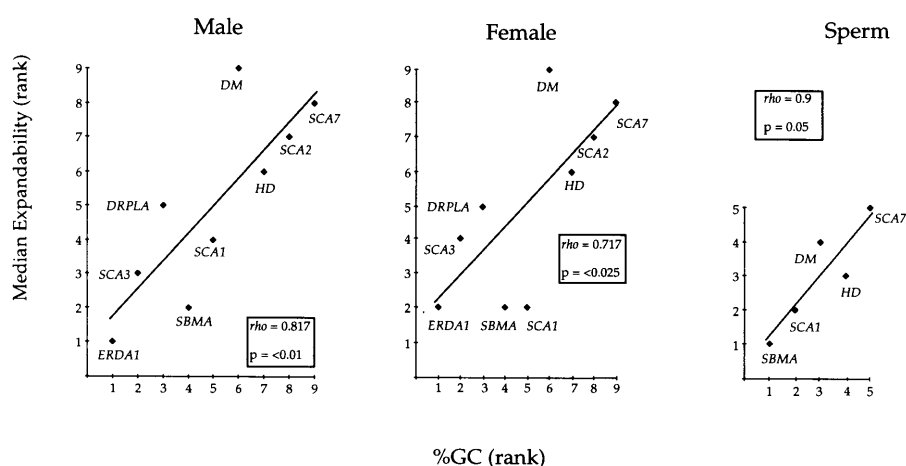 Male
Female
Sperm
Median Expandability (rank)
9
8
7
6
5
4
3
2
1
DM
SCA7
SCA2
HD
DRPLA
SCA1
SCA3
SBMA
ERDA1
rho = 0.817
p = <0.01
1 2 3 4 5 6 7 8 9
9
8
7
6
5
4
3
2
1
DM
SCA7
SCA2
HD
DRPLA
SCA3
rho = 0.717
p = <0.025
ERDA1 SBMA SCA1
1 2 3 4 5 6 7 8 9
rho = 0.9
p = 0.05
5
4
3
2
1
SCA7
DM
HD
SCA1
SBMA
1 2 3 4 5
%GC (rank)